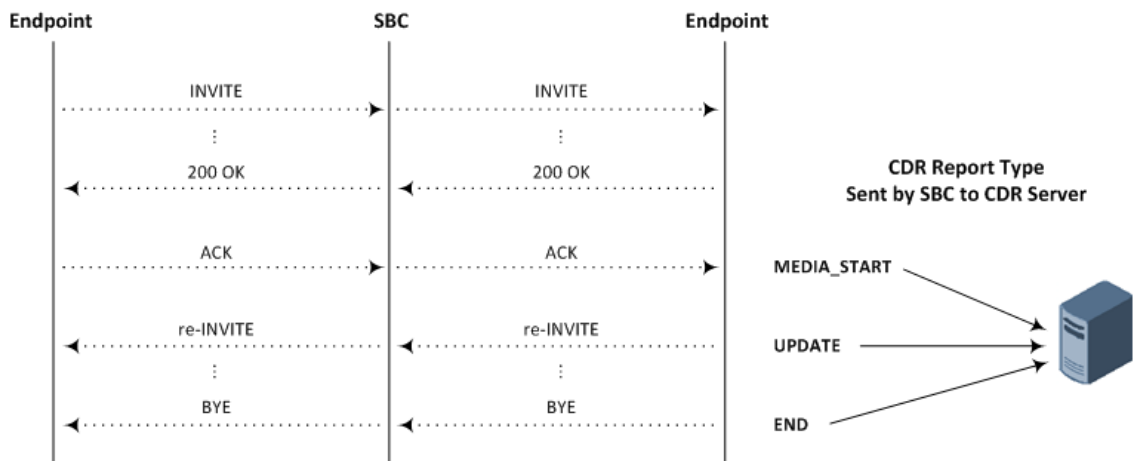 Endpoint SBC Endpoint
INVITE INVITE
⋮ ⋮
200 OK 200 OK
CDR Report Type
Sent by SBC to CDR Server
ACK ACK
MEDIA_START
re-INVITE re-INVITE
UPDATE
⋮ ⋮
BYE BYE
END